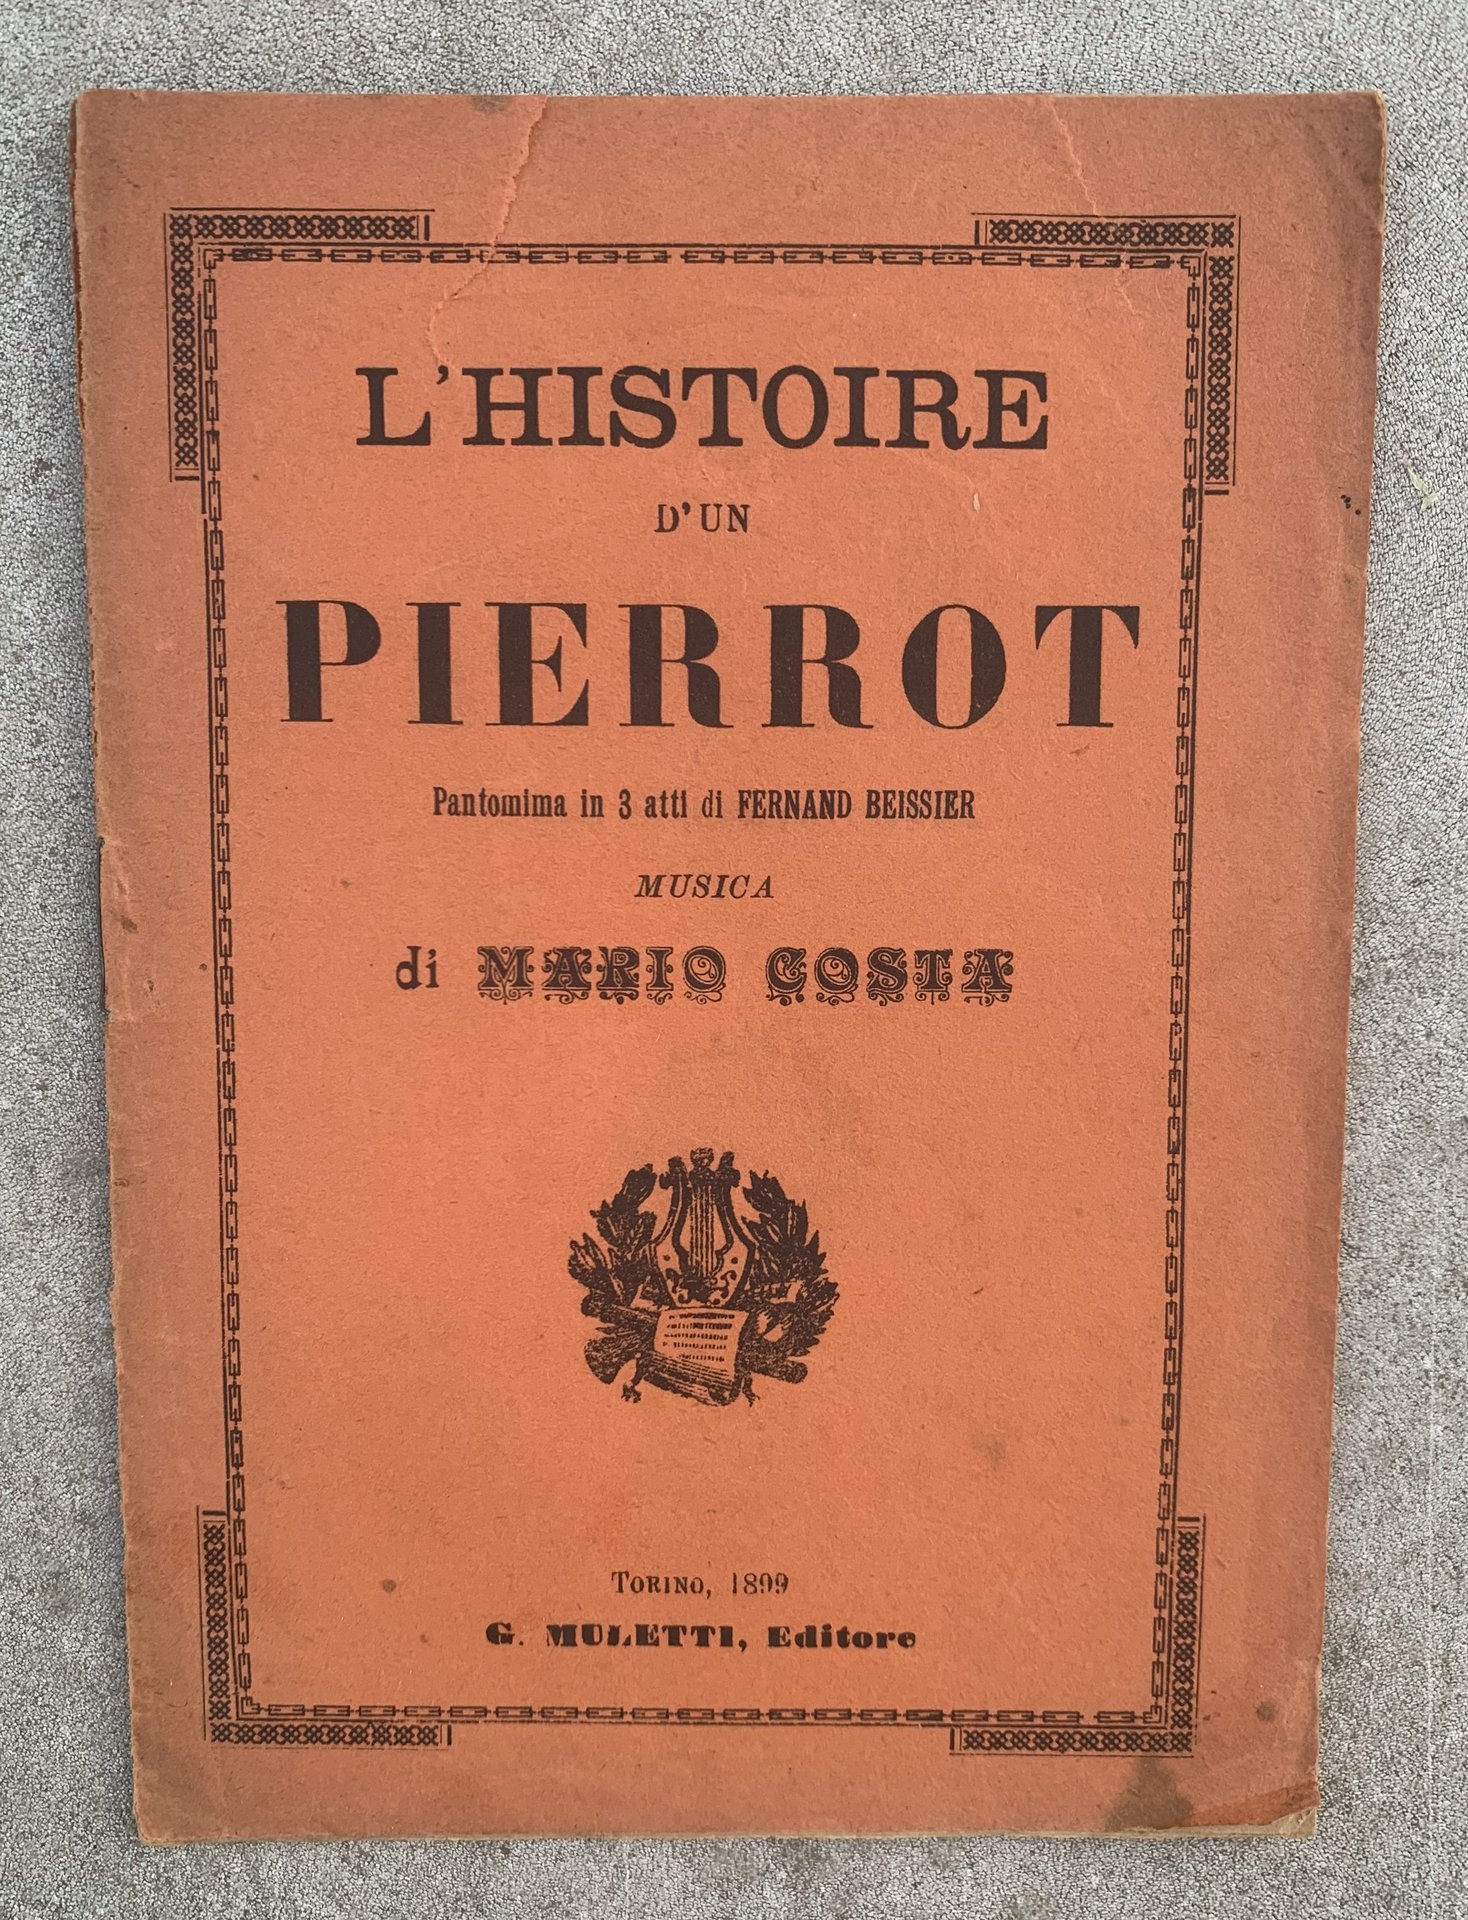 L'HISTOIRE
D'UN
PIERROT
Pantomima in 3 atti di FERNAND BEISSIER
MUSICA
di MARIO COSTA
TORINO, 1899
G. MULETTI, Editore